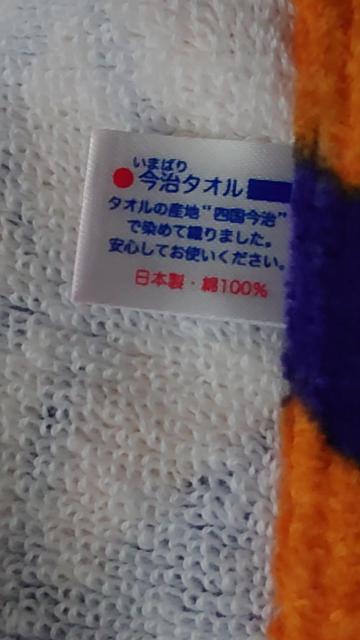 いまばり
今治タオル
タオルの産地“四国今治”
で染めて織りました。
安心してお使いください。
日本製・綿100%